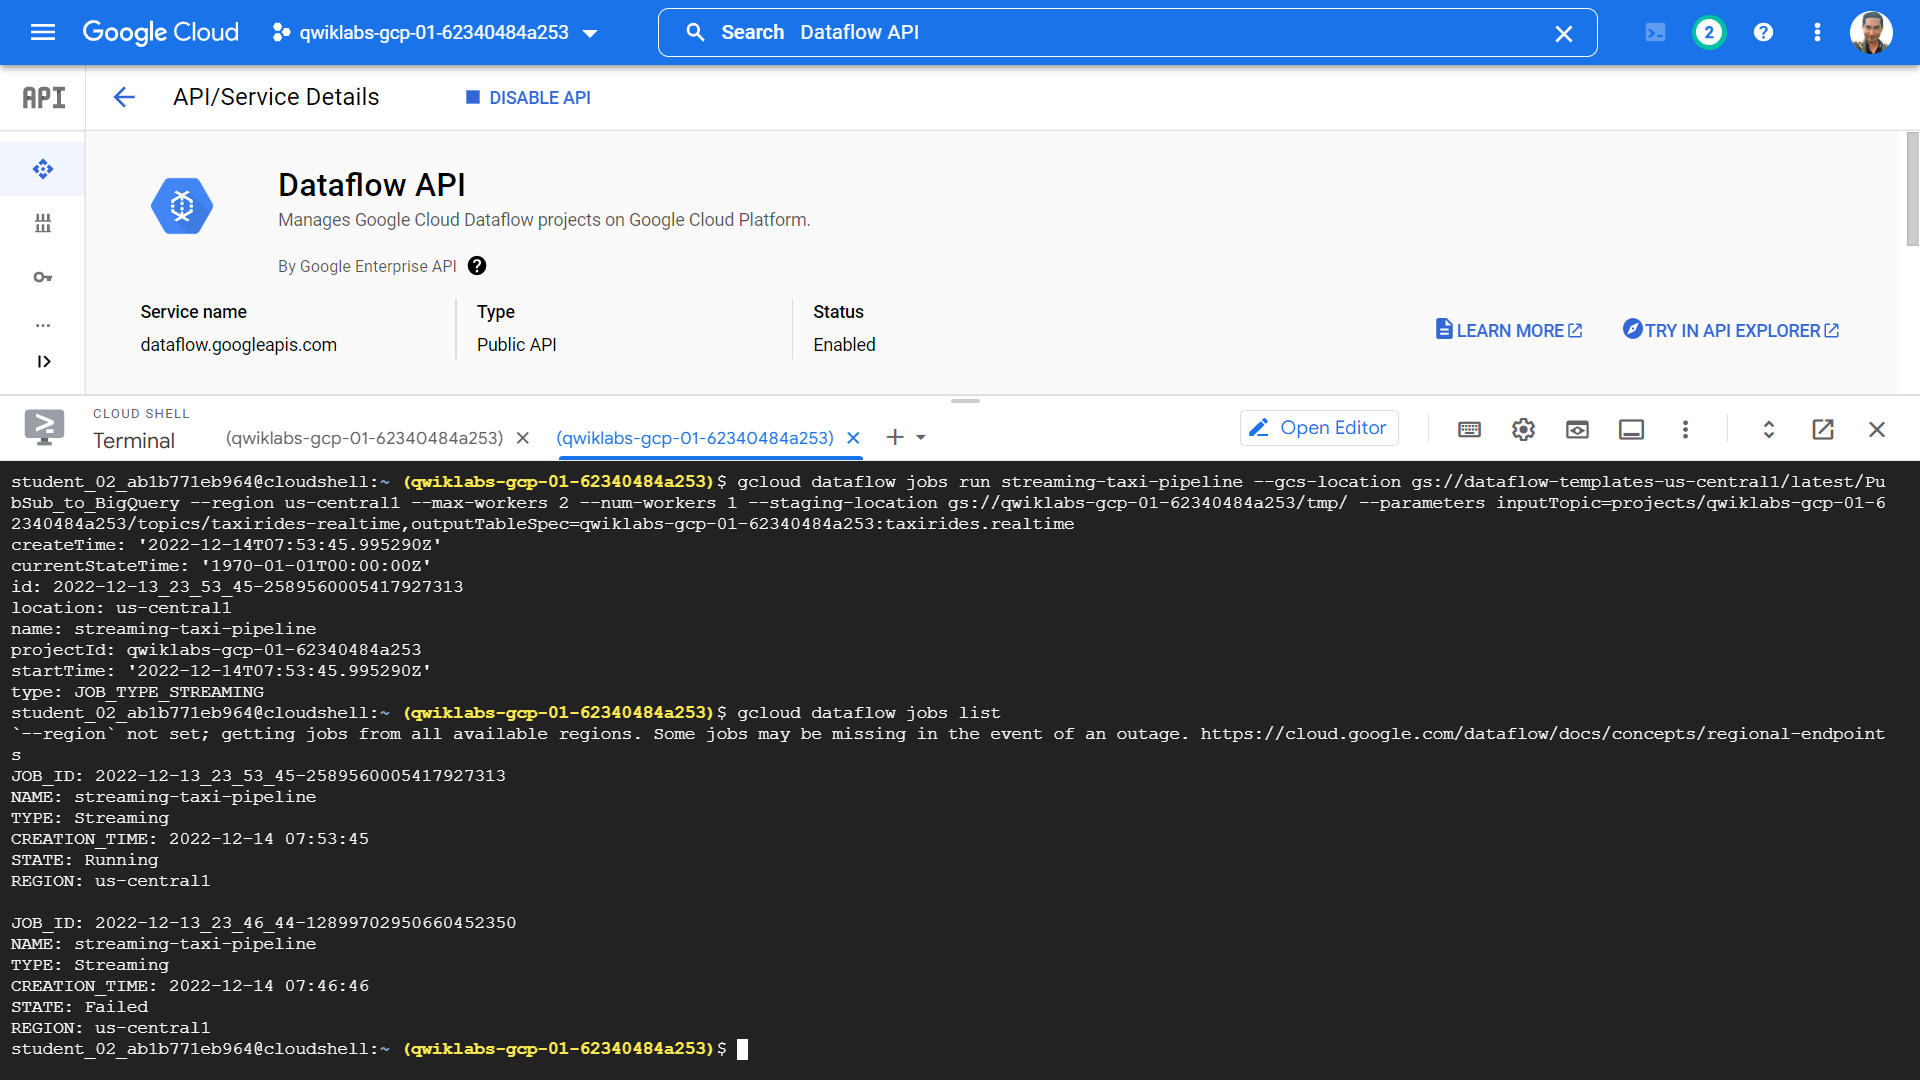 Google Cloud
qwiklabs-gcp-01-62340484a253
Search Dataflow API
2
API
API/Service Details
DISABLE API
Dataflow API
Manages Google Cloud Dataflow projects on Google Cloud Platform.
By Google Enterprise API
Service name
Type
Status
dataflow.googleapis.com
Public API
Enabled
LEARN MORE
TRY IN API EXPLORER
CLOUD SHELL
Terminal
(qwiklabs-gcp-01-62340484a253)
(qwiklabs-gcp-01-62340484a253)
Open Editor
student_02_ab1b771eb964@cloudshell:~ (qwiklabs-gcp-01-62340484a253)$ gcloud dataflow jobs run streaming-taxi-pipeline --gcs-location gs://dataflow-templates-us-central1/latest/Pu
bSub_to_BigQuery --region us-central1 --max-workers 2 --num-workers 1 --staging-location gs://qwiklabs-gcp-01-62340484a253/tmp/ --parameters inputTopic=projects/qwiklabs-gcp-01-6
2340484a253/topics/taxirides-realtime,outputTableSpec=qwiklabs-gcp-01-62340484a253:taxirides.realtime
createTime: '2022-12-14T07:53:45.995290Z'
currentStateTime: '1970-01-01T00:00:00Z'
id: 2022-12-13_23_53_45-2589560005417927313
location: us-central1
name: streaming-taxi-pipeline
projectId: qwiklabs-gcp-01-62340484a253
startTime: '2022-12-14T07:53:45.995290Z'
type: JOB_TYPE_STREAMING
student_02_ab1b771eb964@cloudshell:~ (qwiklabs-gcp-01-62340484a253)$ gcloud dataflow jobs list
`--region` not set; getting jobs from all available regions. Some jobs may be missing in the event of an outage. https://cloud.google.com/dataflow/docs/concepts/regional-endpoint
s
JOB_ID: 2022-12-13_23_53_45-2589560005417927313
NAME: streaming-taxi-pipeline
TYPE: Streaming
CREATION_TIME: 2022-12-14 07:53:45
STATE: Running
REGION: us-central1
JOB_ID: 2022-12-13_23_46_44-12899702950660452350
NAME: streaming-taxi-pipeline
TYPE: Streaming
CREATION_TIME: 2022-12-14 07:46:46
STATE: Failed
REGION: us-central1
student_02_ab1b771eb964@cloudshell:~ (qwiklabs-gcp-01-62340484a253)$